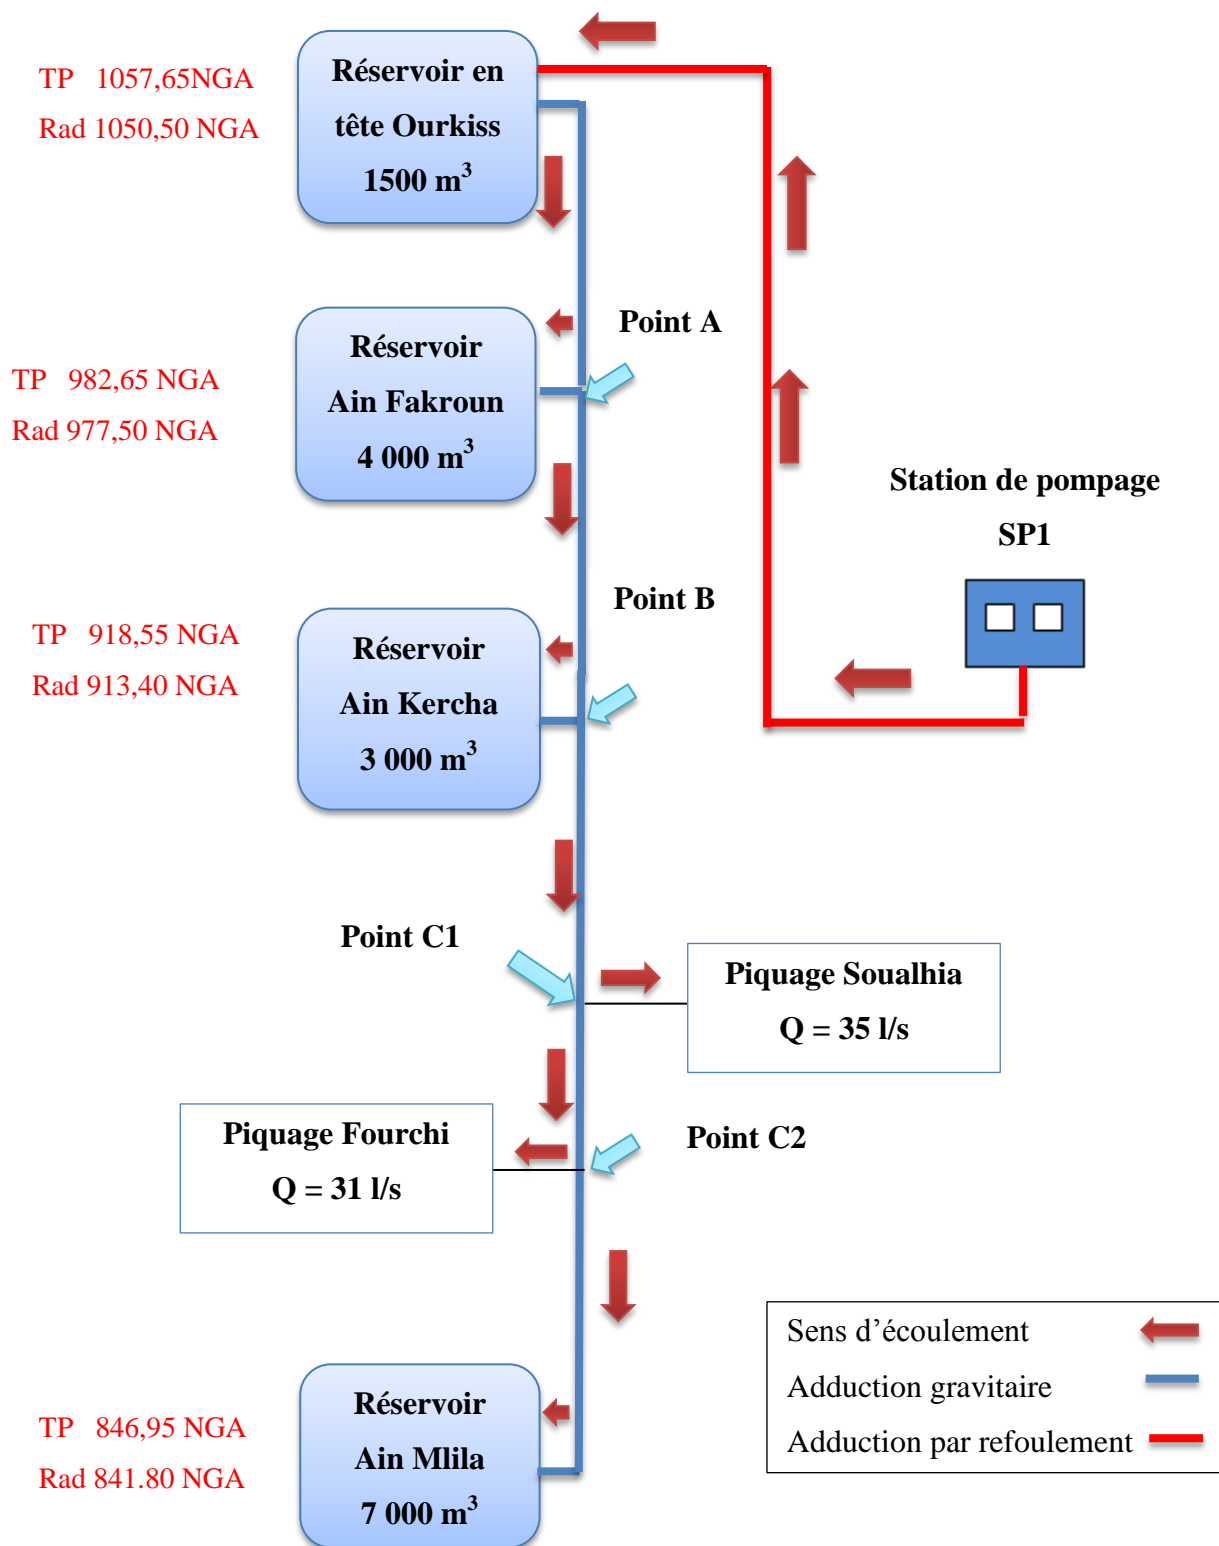 TP 1057,65NGA
Rad 1050,50 NGA
Réservoir en
tête Ourkiss
1500 m³
Point A
TP 982,65 NGA
Rad 977,50 NGA
Réservoir
Ain Fakroun
4 000 m³
Station de pompage
SP1
Point B
TP 918,55 NGA
Rad 913,40 NGA
Réservoir
Ain Kercha
3 000 m³
Point C1
Piquage Soualhia
Q = 35 l/s
Piquage Fourchi
Q = 31 l/s
Point C2
TP 846,95 NGA
Rad 841.80 NGA
Réservoir
Ain Mlila
7 000 m³
Sens d’écoulement
Adduction gravitaire
Adduction par refoulement